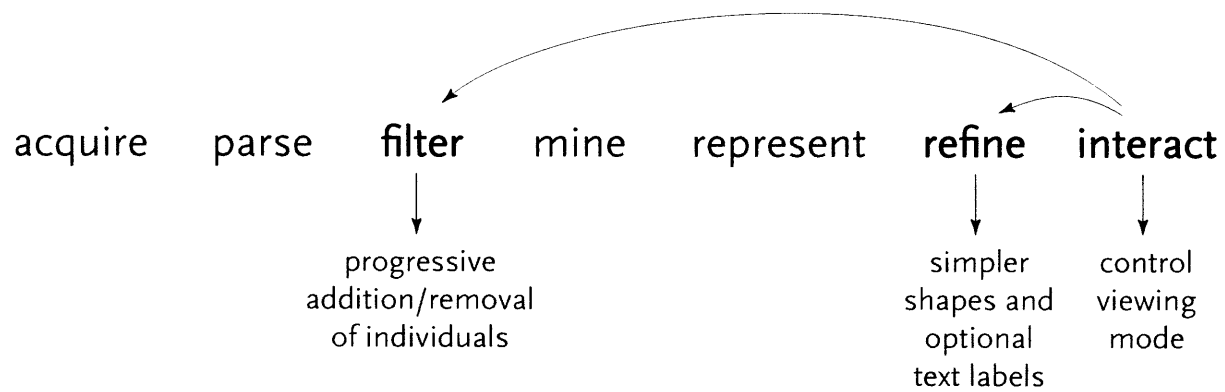 acquire parse filter mine represent refine interact
progressive
addition/removal
of individuals
simpler
shapes and
optional
text labels
control
viewing
mode